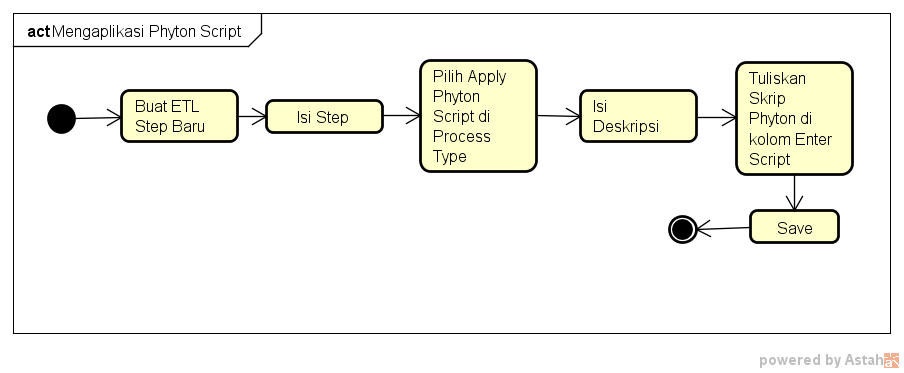 act Mengaplikasi Phyton Script
Buat ETL
Step Baru
Isi Step
Pilih Apply
Phyton
Script di
Process
Type
Isi
Deskripsi
Tuliskan
Skrip
Phyton di
kolom Enter
Script
Save
powered by Astah